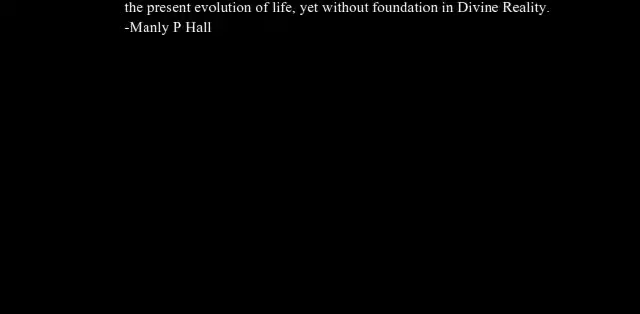 the present evolution of life, yet without foundation in Divine Reality.
-Manly P Hall